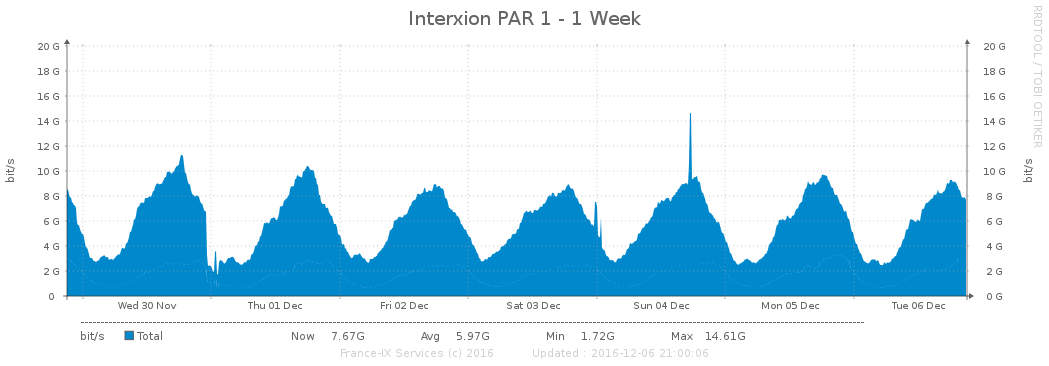 Interxion PAR 1 - 1 Week
RRDTOOL / TOBI OETIKER
bit/s
bit/s
20 G 20 G
18 G 18 G
16 G 16 G
14 G 14 G
12 G 12 G
10 G 10 G
8 G 8 G
6 G 6 G
4 G 4 G
2 G 2 G
0 0 G
Wed 30 Nov Thu 01 Dec Fri 02 Dec Sat 03 Dec Sun 04 Dec Mon 05 Dec Tue 06 Dec
bit/s Total Now 7.67G Avg 5.97G Min 1.72G Max 14.61G
France-IX Services (c) 2016 Updated : 2016-12-06 21:00:06